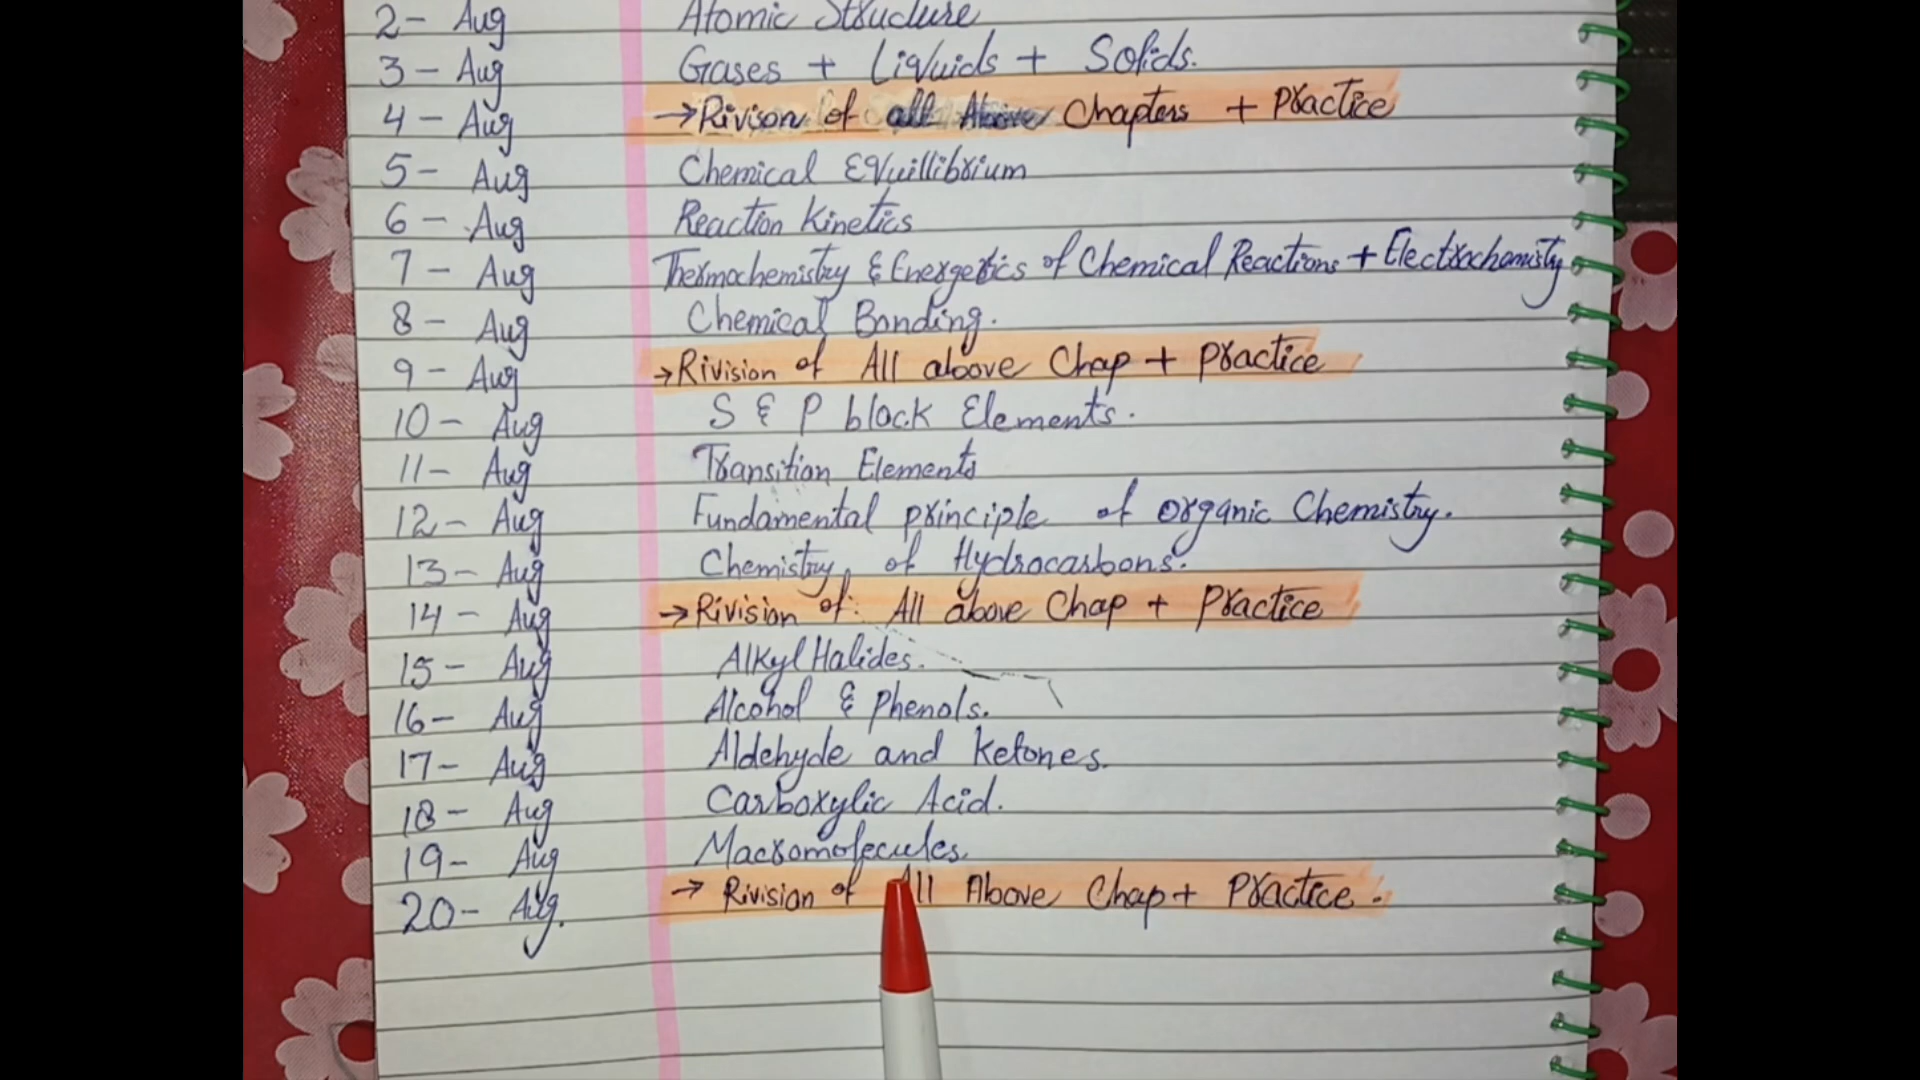 2- Aug Atomic Structure
3- Aug Gases + Liquids + Solids.
4- Aug →Rivison of all Above Chapters + Practice
5- Aug Chemical Equillibrium
6- Aug Reaction Kinetics
7- Aug Thermochemistry & Energetics of Chemical Reactions + Electrochemistry
8- Aug Chemical Bonding.
9- Aug →Rivision of All above Chap + Practice
10- Aug S & P block Elements.
11- Aug Transition Elements
12- Aug Fundamental principle of organic Chemistry.
13- Aug Chemistry of Hydrocarbons.
14- Aug →Rivision of All above Chap + Practice
15- Aug Alkyl Halides.
16- Aug Alcohol & Phenols.
17- Aug Aldehyde and Ketones.
18- Aug Carboxylic Acid.
19- Aug Macromolecules
20- Aug. → Rivision of All Above Chap + Practice.